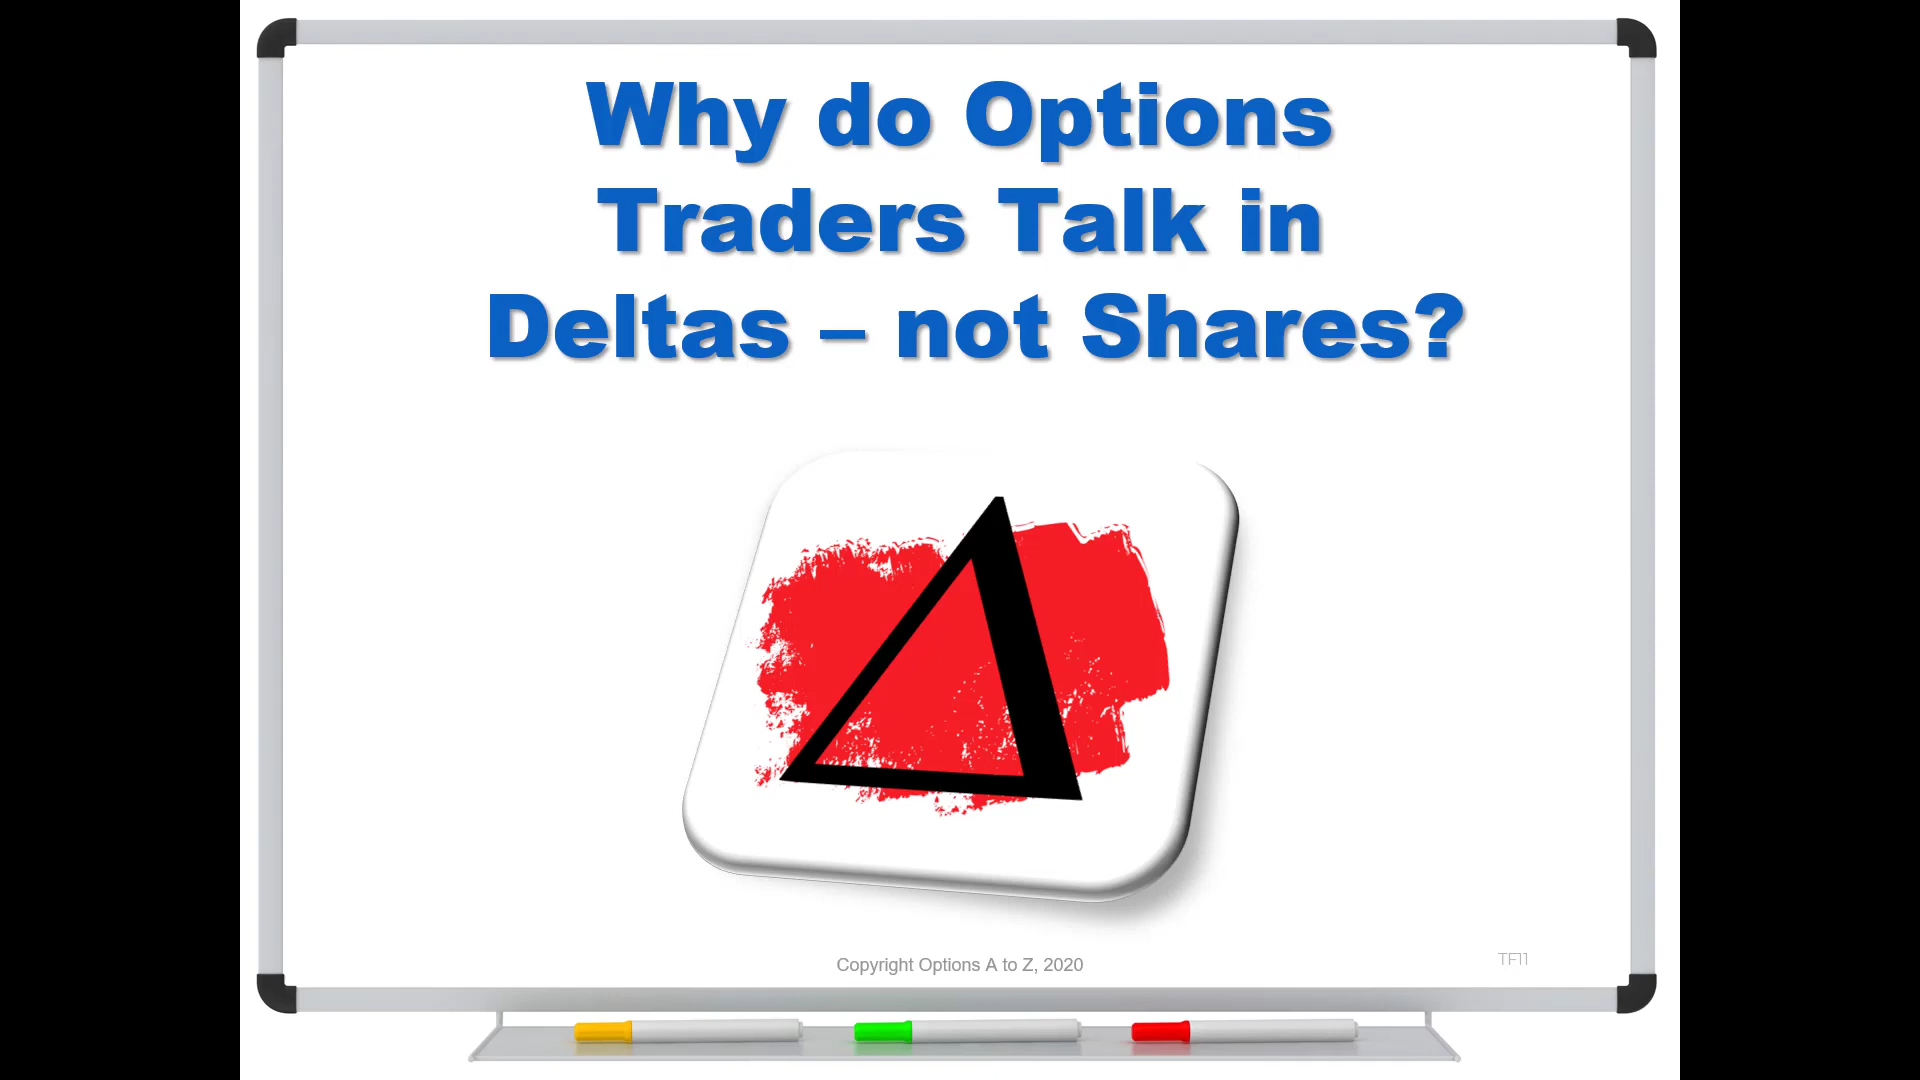 Why do Options
Traders Talk in
Deltas – not Shares?
Δ
Copyright Options A to Z, 2020
TF11